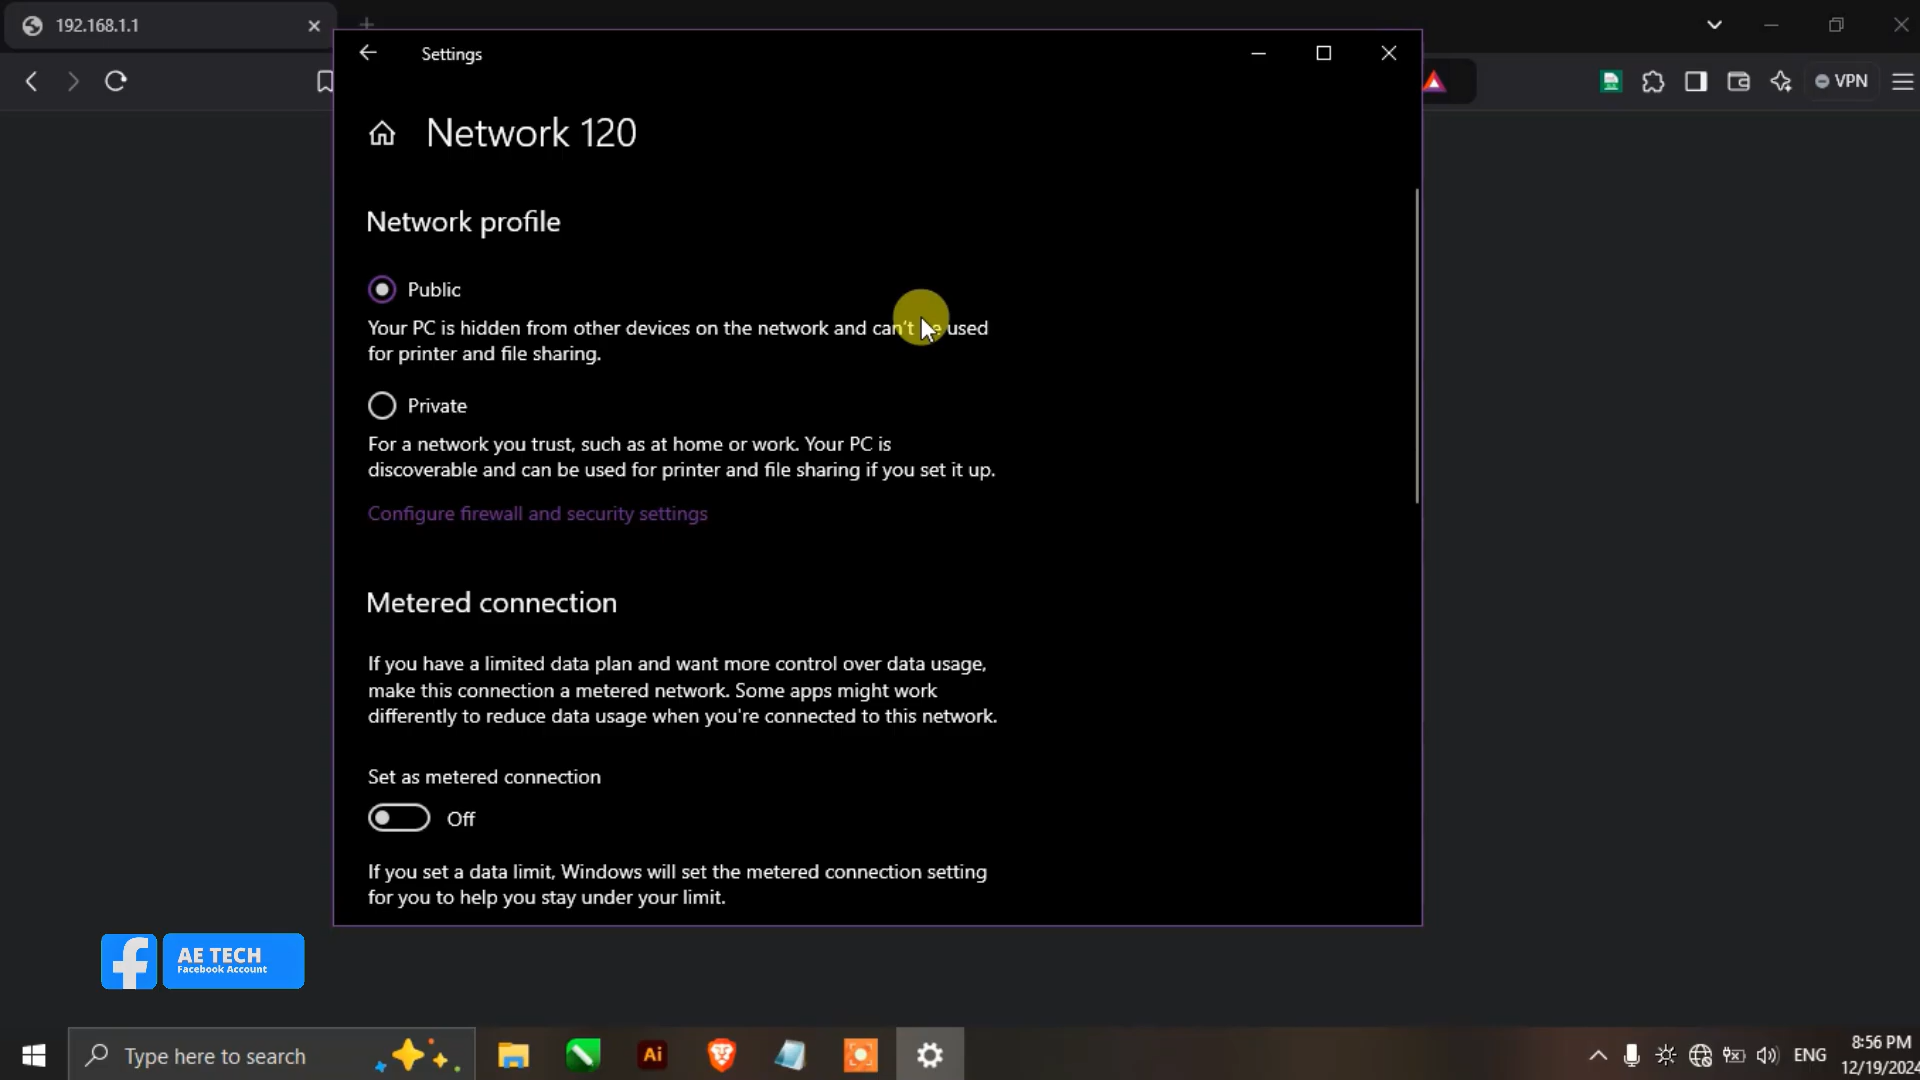 192.168.1.1
Settings
VPN
Network 120
Network profile
Public
Your PC is hidden from other devices on the network and can't be used
for printer and file sharing.
Private
For a network you trust, such as at home or work. Your PC is
discoverable and can be used for printer and file sharing if you set it up.
Configure firewall and security settings
Metered connection
If you have a limited data plan and want more control over data usage,
make this connection a metered network. Some apps might work
differently to reduce data usage when you're connected to this network.
Set as metered connection
Off
If you set a data limit, Windows will set the metered connection setting
for you to help you stay under your limit.
AE TECH
Facebook Account
Type here to search
Ai
ENG
8:56 PM
12/19/2024